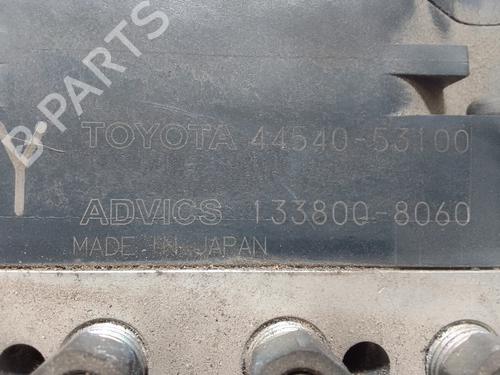 B-PARTS
TOYOTA 44540-53100
Y
ADVICS 133800-8060
MADE IN JAPAN